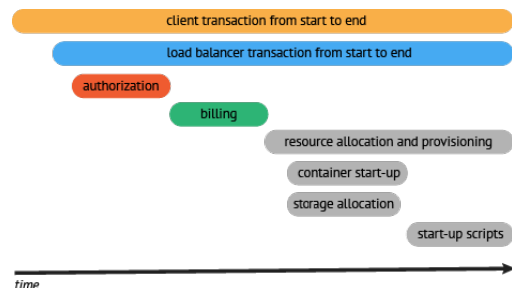 client transaction from start to end
load balancer transaction from start to end
authorization
billing
resource allocation and provisioning
container start-up
storage allocation
start-up scripts
time